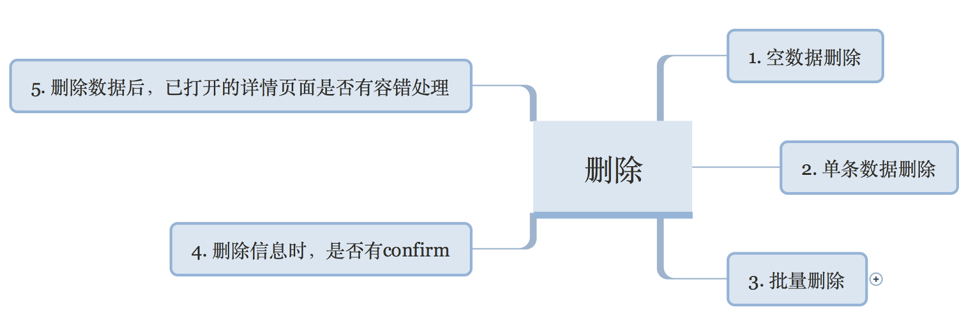 删除
1. 空数据删除
2. 单条数据删除
3. 批量删除
4. 删除信息时，是否有confirm
5. 删除数据后，已打开的详情页面是否有容错处理